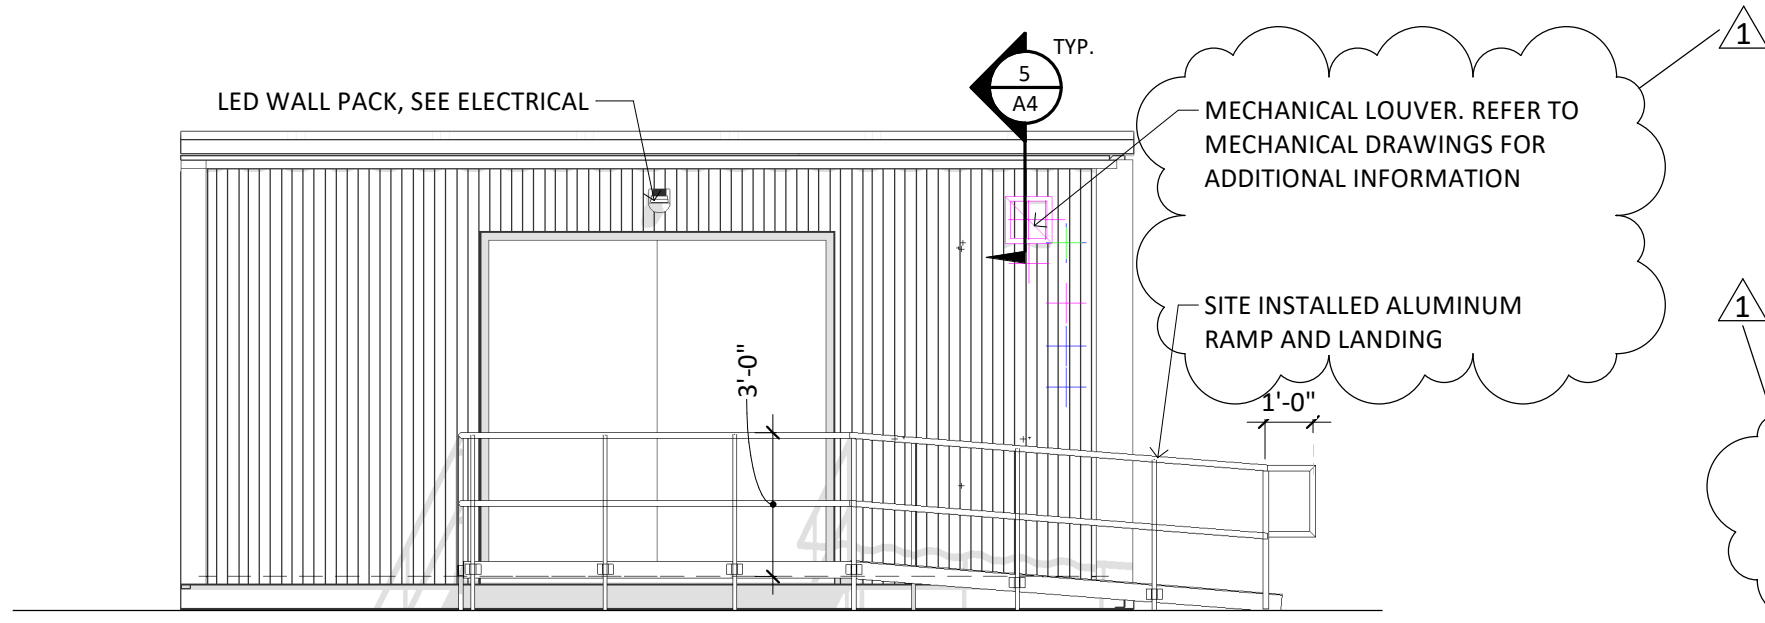 1
TYP.
5
A4
LED WALL PACK, SEE ELECTRICAL
MECHANICAL LOUVER. REFER TO
MECHANICAL DRAWINGS FOR
ADDITIONAL INFORMATION
1
SITE INSTALLED ALUMINUM
RAMP AND LANDING
3'-0"
1'-0"